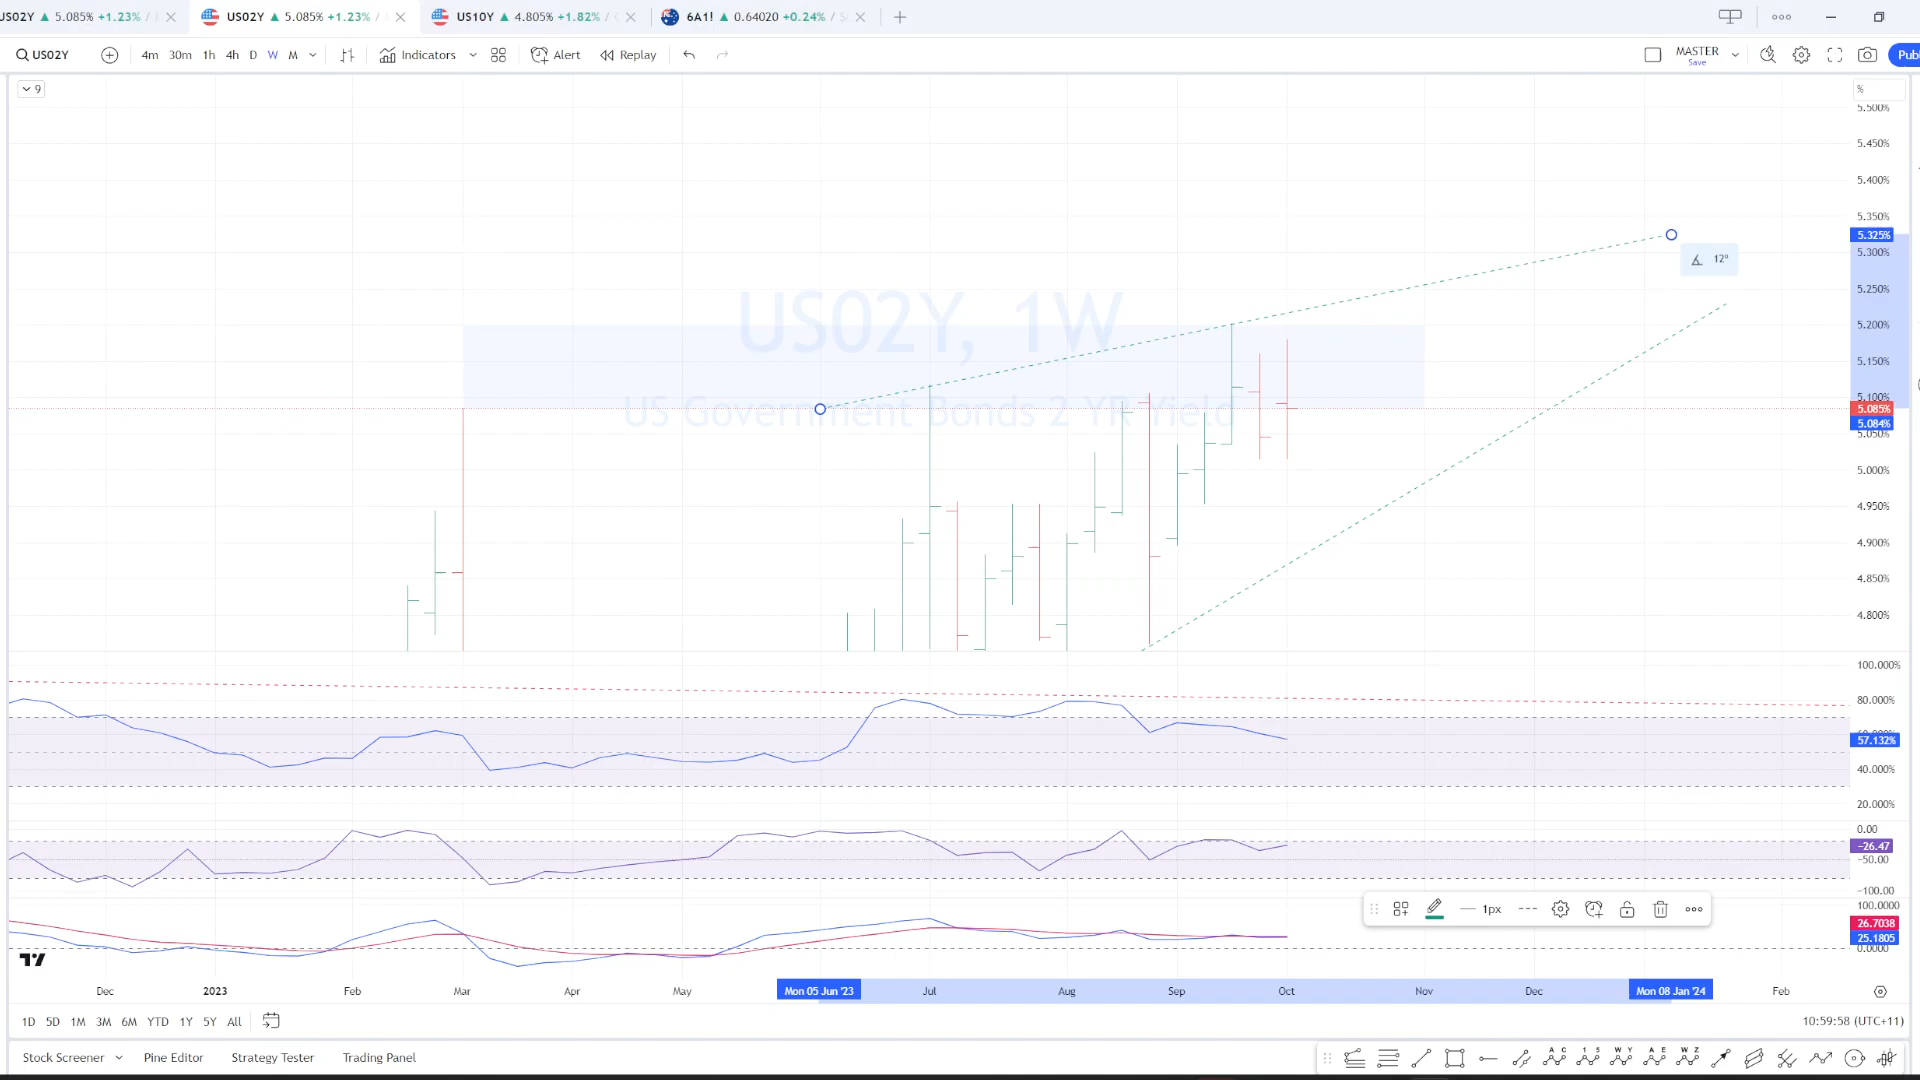 US02Y ▲ 5.085% +1.23% /
US02Y ▲ 5.085% +1.23% /
US10Y ▲ 4.805% +1.82% /
6A1! ▲ 0.64020 +0.24% /
US02Y
4m 30m 1h 4h D W M
Indicators
Alert
Replay
MASTER
Save
Publ
9
%
5.500%
5.450%
5.400%
5.350%
5.325%
5.300%
5.250%
5.200%
5.150%
5.100%
5.085%
5.084%
5.050%
5.000%
4.950%
4.900%
4.850%
4.800%
12º
US02Y, 1W
US Government Bonds 2 YR Yield
100.000%
80.000%
57.132%
40.000%
20.000%
0.00
-26.47
-50.00
-100.00
100.0000
26.7038
25.1805
0.0000
1px
Dec 2023 Feb Mar Apr May Mon 05 Jun '23 Jul Aug Sep Oct Nov Dec Mon 08 Jan '24 Feb
1D 5D 1M 3M 6M YTD 1Y 5Y All
10:59:58 (UTC+11)
Stock Screener Pine Editor Strategy Tester Trading Panel